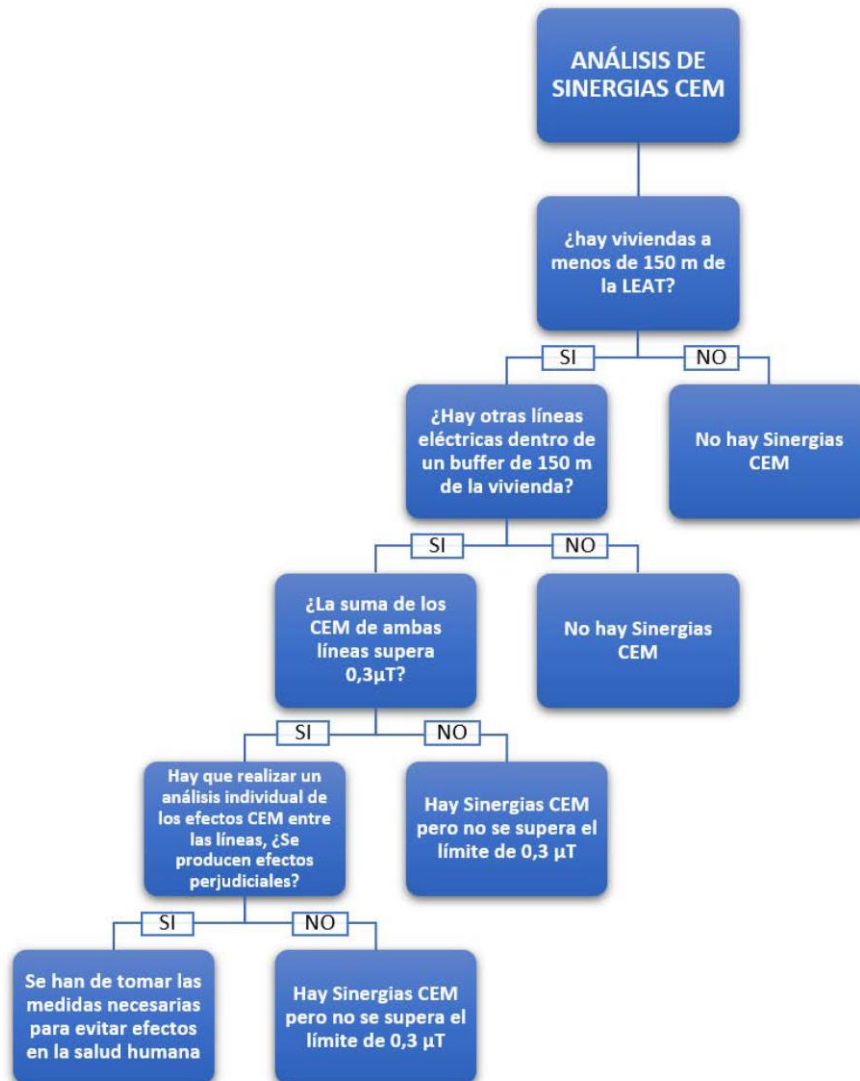 ANÁLISIS DE
SINERGIAS CEM
¿hay viviendas a
menos de 150 m de
la LEAT?
SI
NO
¿Hay otras líneas
eléctricas dentro de
un buffer de 150 m
de la vivienda?
No hay Sinergias
CEM
SI
NO
¿La suma de los
CEM de ambas
líneas supera
0,3µT?
No hay Sinergias
CEM
SI
NO
Hay que realizar un
análisis individual de
los efectos CEM entre
las líneas, ¿Se
producen efectos
perjudiciales?
Hay Sinergias CEM
pero no se supera el
límite de 0,3 µT
SI
NO
Se han de tomar las
medidas necesarias
para evitar efectos
en la salud humana
Hay Sinergias CEM
pero no se supera el
límite de 0,3 µT